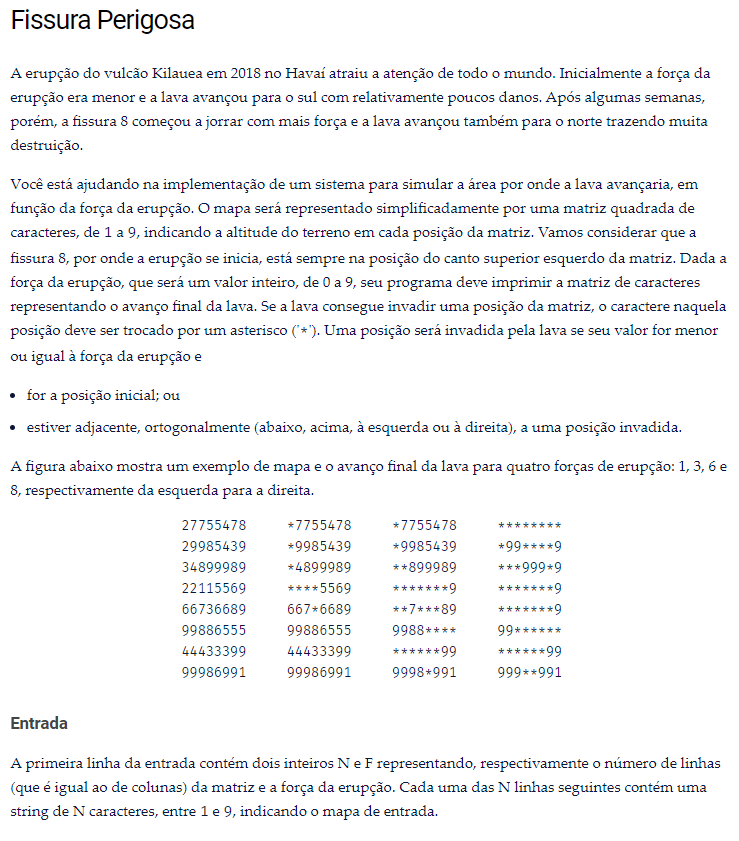 Fissura Perigosa
A erupção do vulcão Kilauea em 2018 no Havaí atraiu a atenção de todo o mundo. Inicialmente a força da
erupção era menor e a lava avançou para o sul com relativamente poucos danos. Após algumas semanas,
porém, a fissura 8 começou a jorrar com mais força e a lava avançou também para o norte trazendo muita
destruição.
Você está ajudando na implementação de um sistema para simular a área por onde a lava avançaria, em
função da força da erupção. O mapa será representado simplificadamente por uma matriz quadrada de
caracteres, de 1 a 9, indicando a altitude do terreno em cada posição da matriz. Vamos considerar que a
fissura 8, por onde a erupção se inicia, está sempre na posição do canto superior esquerdo da matriz. Dada a
força da erupção, que será um valor inteiro, de 0 a 9, seu programa deve imprimir a matriz de caracteres
representando o avanço final da lava. Se a lava consegue invadir uma posição da matriz, o caractere naquela
posição deve ser trocado por um asterisco ('*'). Uma posição será invadida pela lava se seu valor for menor
ou igual à força da erupção e
• for a posição inicial; ou
• estiver adjacente, ortogonalmente (abaixo, acima, à esquerda ou à direita), a uma posição invadida.
A figura abaixo mostra um exemplo de mapa e o avanço final da lava para quatro forças de erupção: 1, 3, 6 e
8, respectivamente da esquerda para a direita.
27755478 *7755478 *7755478 ********
29985439 *9985439 *9985439 *99****9
34899989 *4899989 **899989 ***999*9
22115569 ****5569 *******9 *******9
66736689 667*6689 **7***89 *******9
99886555 99886555 9988**** 99******
44433399 44433399 ******99 ******99
99986991 99986991 9998*991 999**991
Entrada
A primeira linha da entrada contém dois inteiros N e F representando, respectivamente o número de linhas
(que é igual ao de colunas) da matriz e a força da erupção. Cada uma das N linhas seguintes contém uma
string de N caracteres, entre 1 e 9, indicando o mapa de entrada.